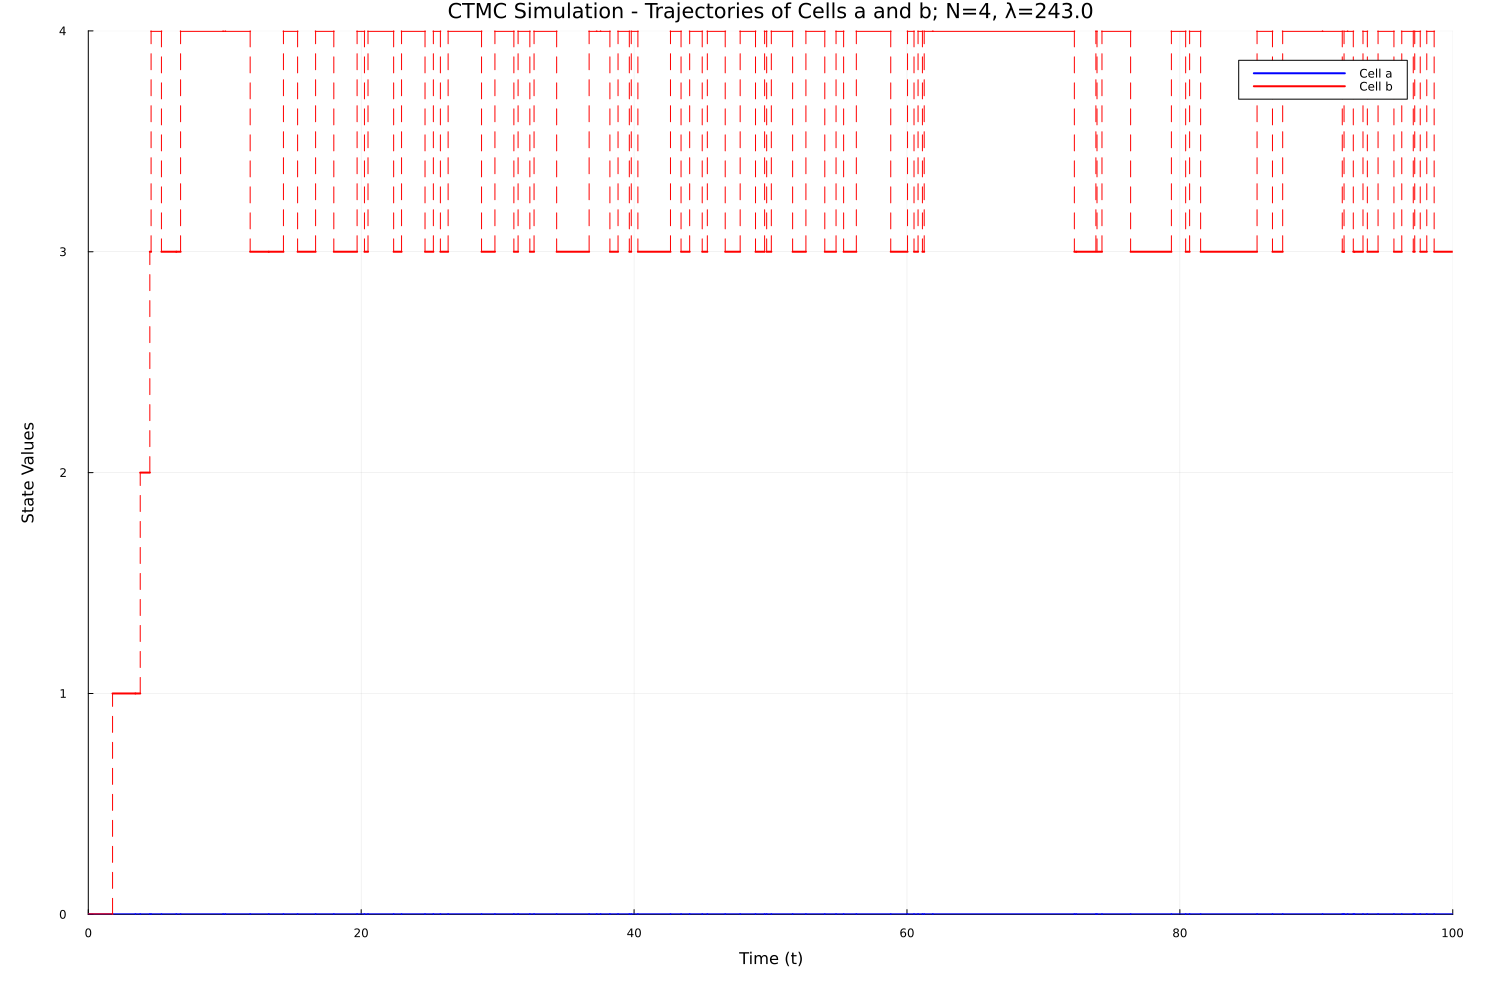 CTMC Simulation - Trajectories of Cells a and b; N=4, λ=243.0
4
Cell a
Cell b
3
State Values
2
1
0
0 20 40 60 80 100
Time (t)